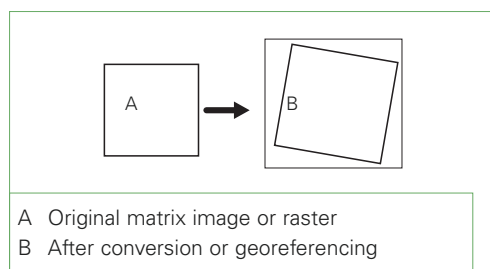 A
B
A Original matrix image or raster
B After conversion or georeferencing